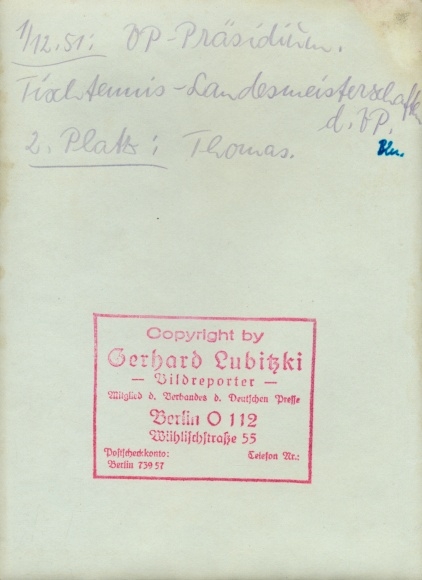 1/12.51: VP-Präsidium.
Tischtennis-Landesmeisterschaften
d. VP.
2. Platz: Thomas.
Copyright by
Gerhard Lubitzki
— Bildreporter —
Mitglied d. Verbandes d. Deutschen Presse
Berlin O 112
Wühlischstraße 55
Postscheckkonto: Telefon Nr.:
Berlin 739 57